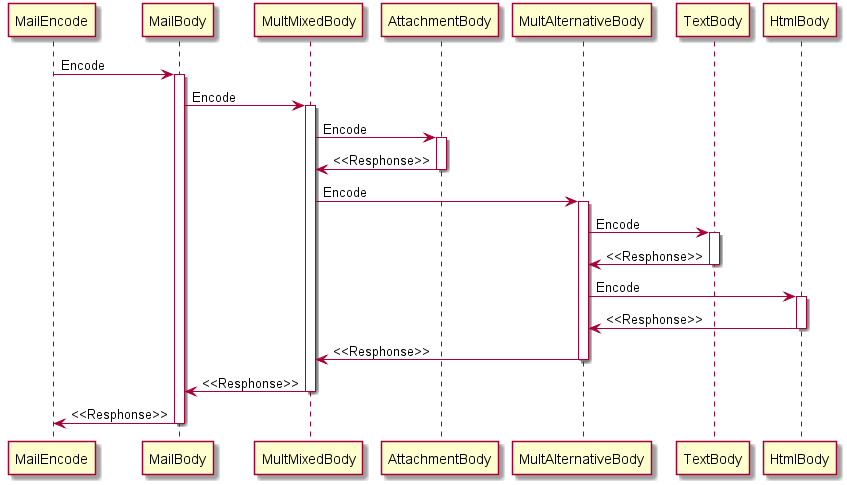 MailEncode MailBody MultMixedBody AttachmentBody MultAlternativeBody TextBody HtmlBody
Encode
Encode
Encode
<<Resphonse>>
Encode
Encode
<<Resphonse>>
Encode
<<Resphonse>>
<<Resphonse>>
<<Resphonse>>
<<Resphonse>>
MailEncode MailBody MultMixedBody AttachmentBody MultAlternativeBody TextBody HtmlBody